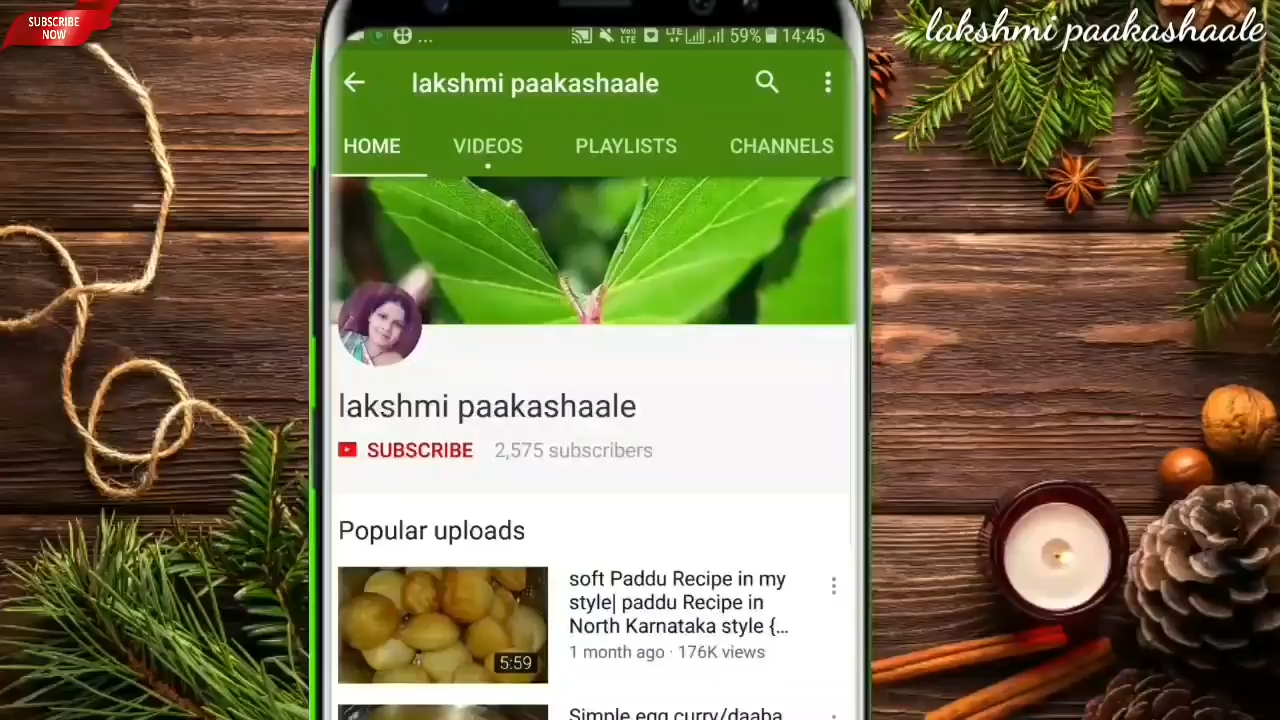 SUBSCRIBE
NOW
lakshmi paakashaale
... 59% 14:45
lakshmi paakashaale
HOME VIDEOS PLAYLISTS CHANNELS
lakshmi paakashaale
SUBSCRIBE 2,575 subscribers
Popular uploads
soft Paddu Recipe in my
style| paddu Recipe in
North Karnataka style {...
1 month ago · 176K views
5:59
Simple egg curry/daaba